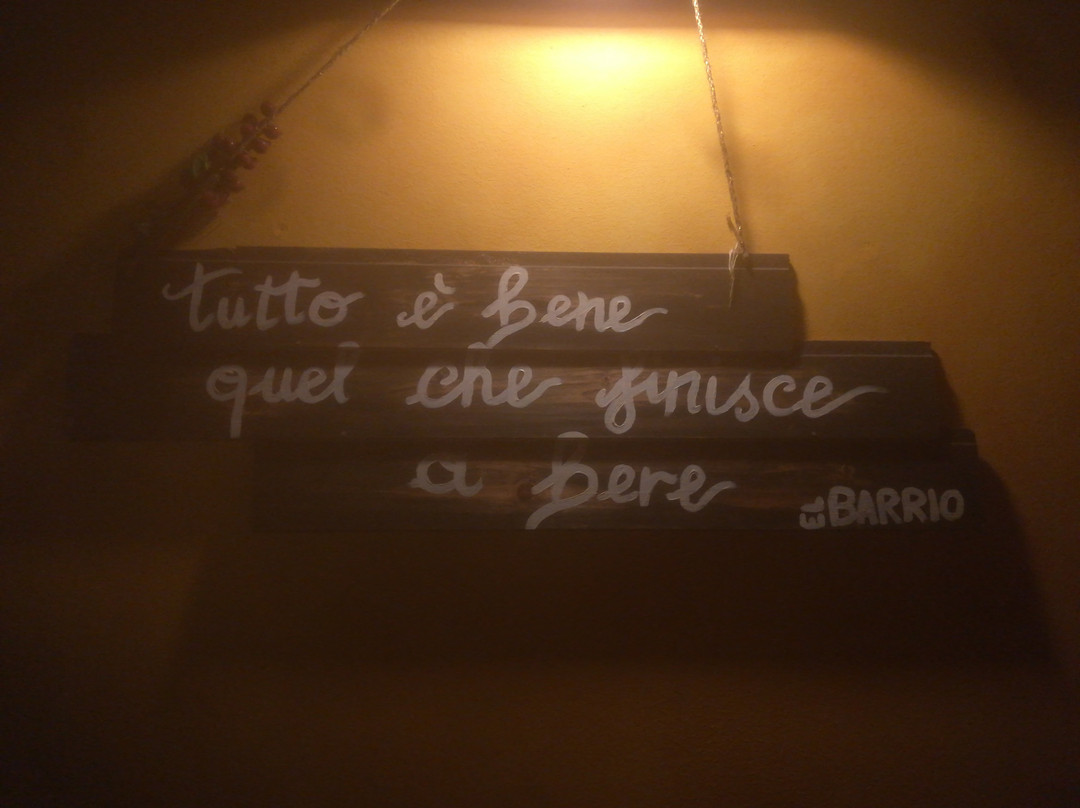 tutto è bene
quel che finisce
a bere
EL BARRIO